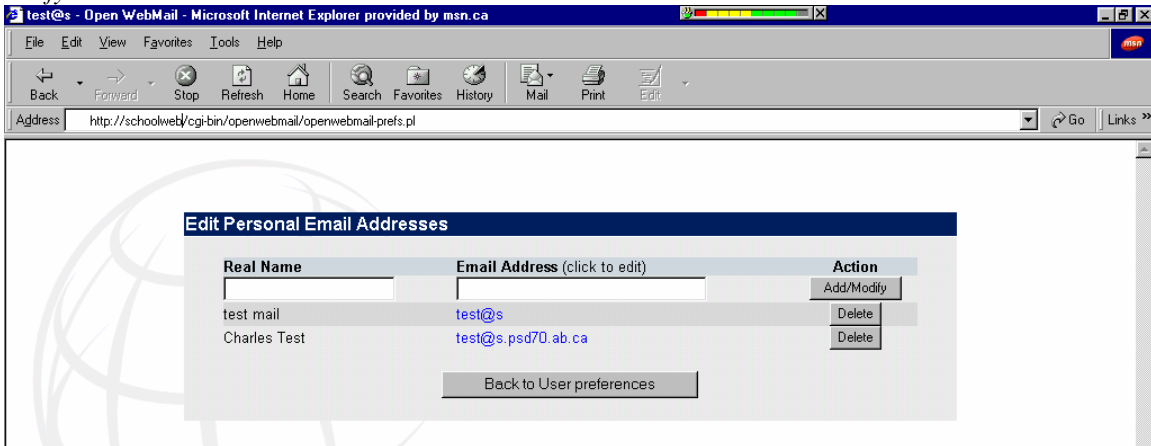 test@s - Open WebMail - Microsoft Internet Explorer provided by msn.ca
File Edit View Favorites Tools Help
msn
Back Forward Stop Refresh Home Search Favorites History Mail Print Edit
Address http://schoolweb/cgi-bin/openwebmail/openwebmail-prefs.pl Go Links »
Edit Personal Email Addresses
Real Name Email Address (click to edit) Action
Add/Modify
test mail test@s Delete
Charles Test test@s.psd70.ab.ca Delete
Back to User preferences